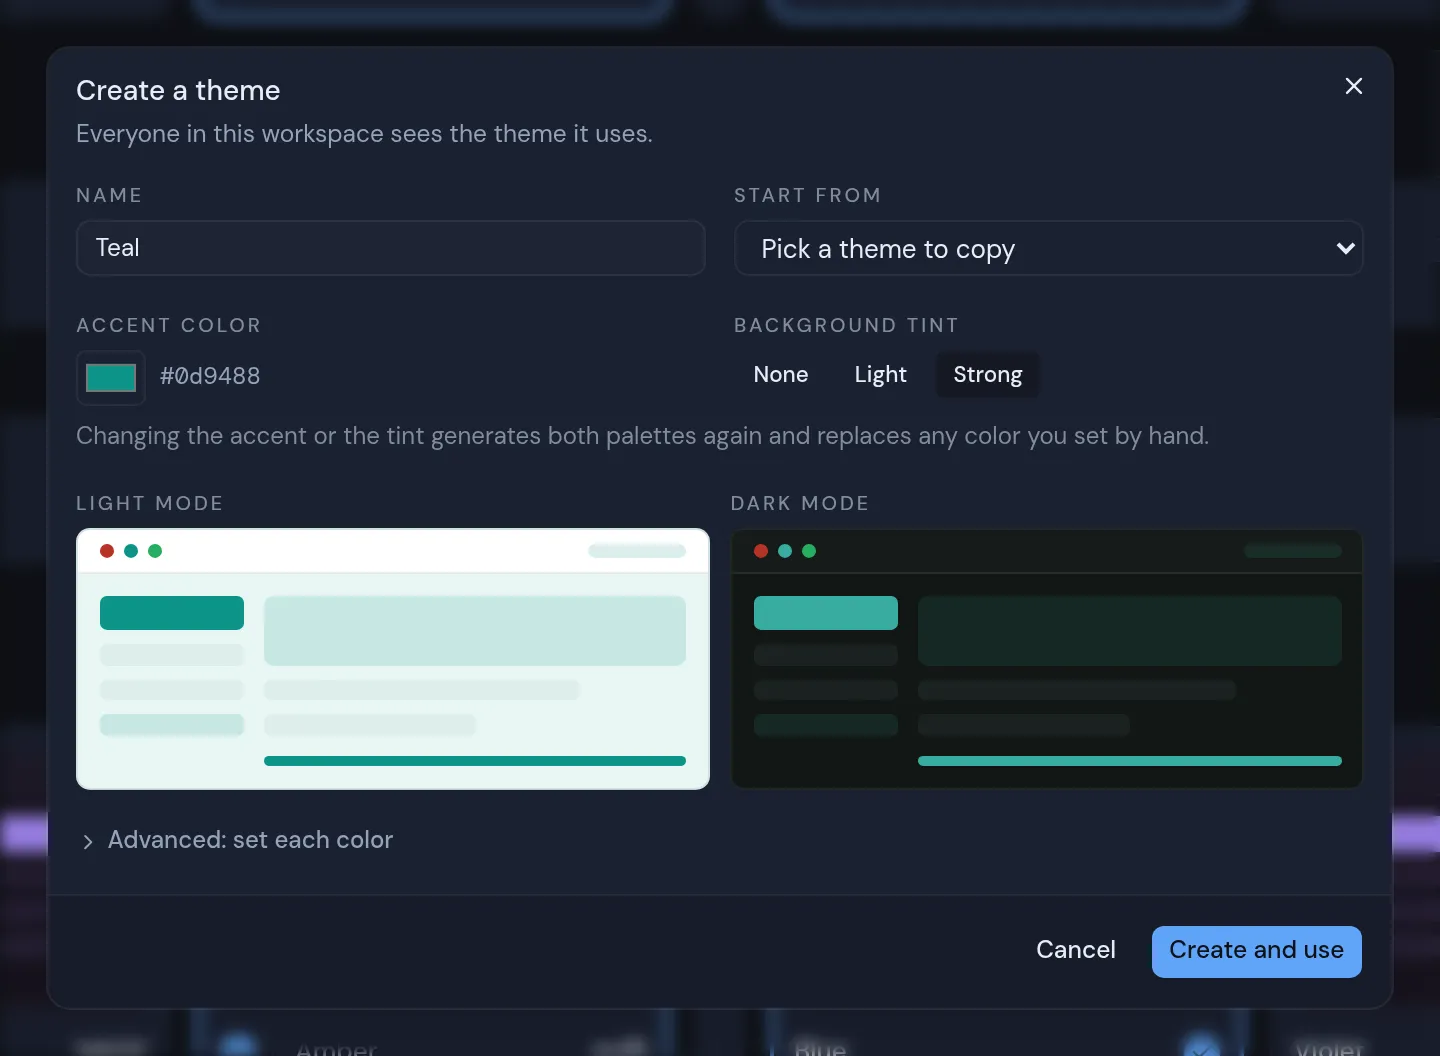 Create a theme
Everyone in this workspace sees the theme it uses.
NAME
START FROM
Teal
Pick a theme to copy
ACCENT COLOR
BACKGROUND TINT
#0d9488
None
Light
Strong
Changing the accent or the tint generates both palettes again and replaces any color you set by hand.
LIGHT MODE
DARK MODE
Advanced: set each color
Cancel
Create and use
Amber
Blue
Violet